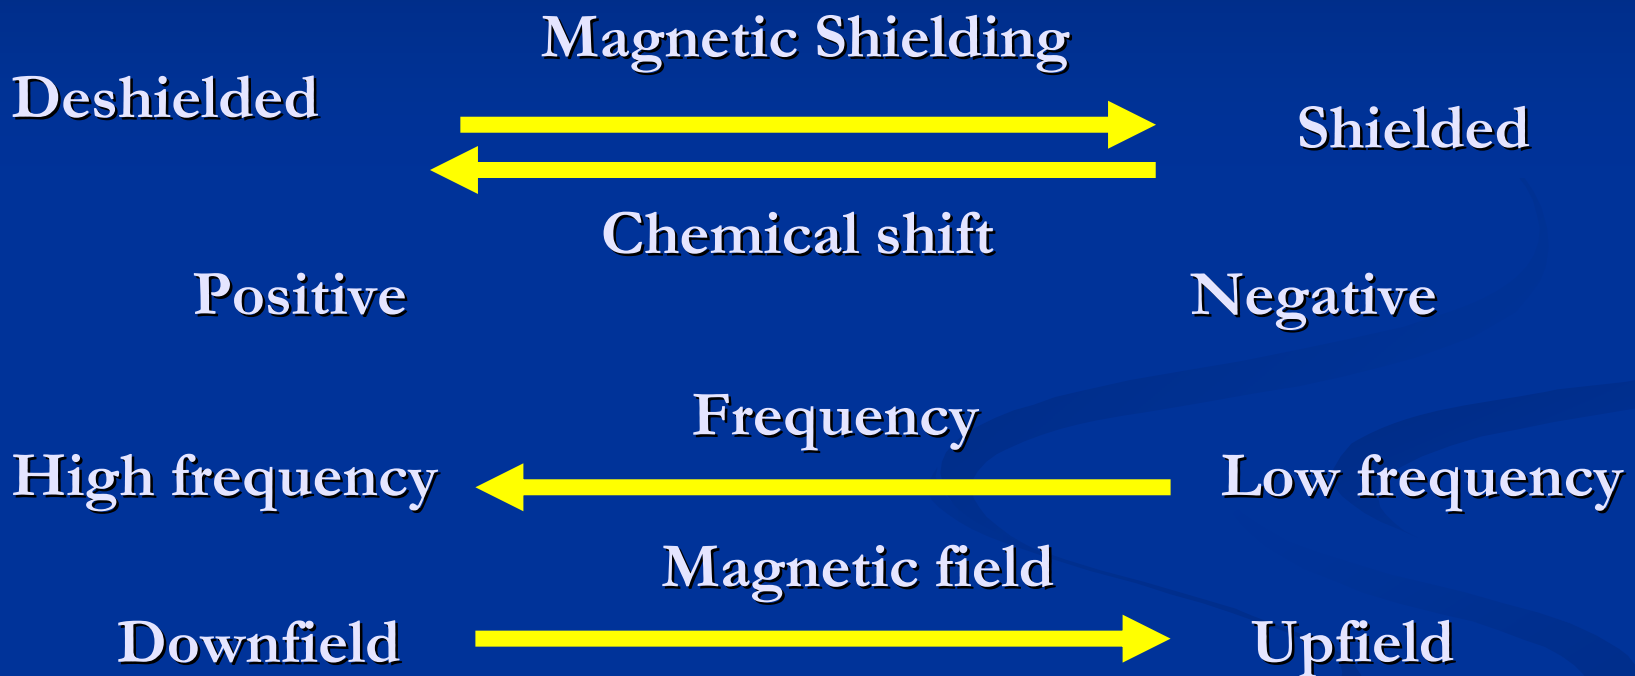 Magnetic Shielding
Deshielded
Shielded
Chemical shift
Positive
Negative
Frequency
High frequency
Low frequency
Magnetic field
Downfield
Upfield